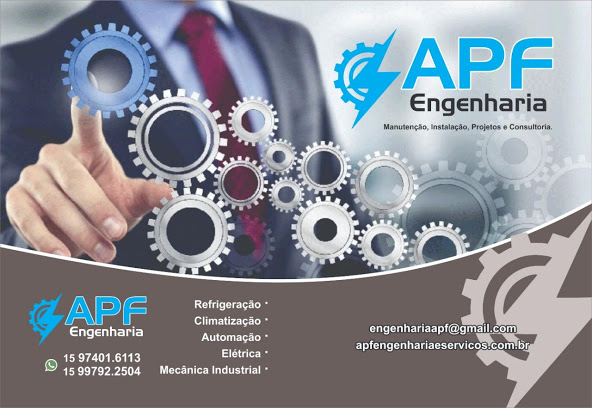 APF
Engenharia
Manutenção, Instalação, Projetos e Consultoria.
APF
Engenharia
15 97401.6113
15 99792.2504
Refrigeração ·
Climatização ·
Automação ·
Elétrica ·
Mecânica Industrial ·
engenhariaapf@gmail.com
apfengenhariaeservicos.com.br